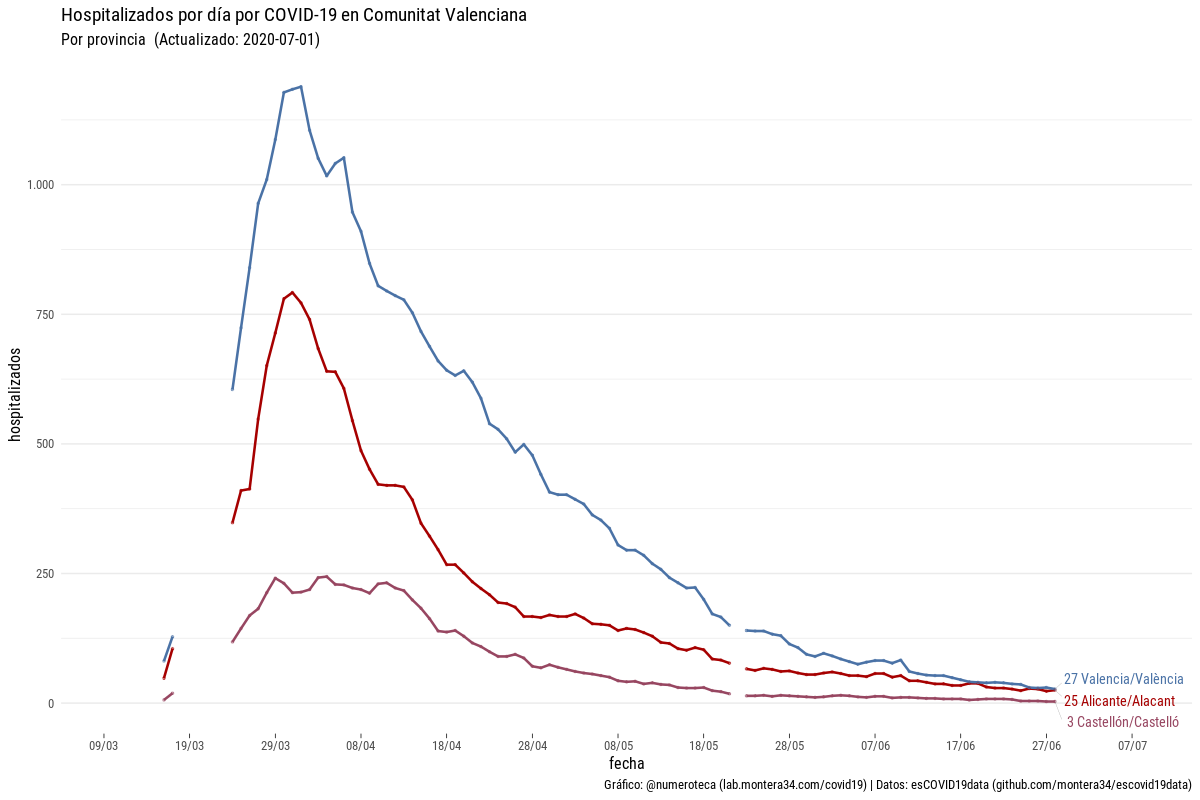 Hospitalizados por día por COVID-19 en Comunitat Valenciana
Por provincia  (Actualizado: 2020-07-01)
hospitalizados
1.000
750
500
250
0
27 Valencia/València
25 Alicante/Alacant
3 Castellón/Castelló
09/03
19/03
29/03
08/04
18/04
28/04
08/05
18/05
28/05
07/06
17/06
27/06
07/07
fecha
Gráfico: @numeroteca (lab.montera34.com/covid19) | Datos: esCOVID19data (github.com/montera34/escovid19data)